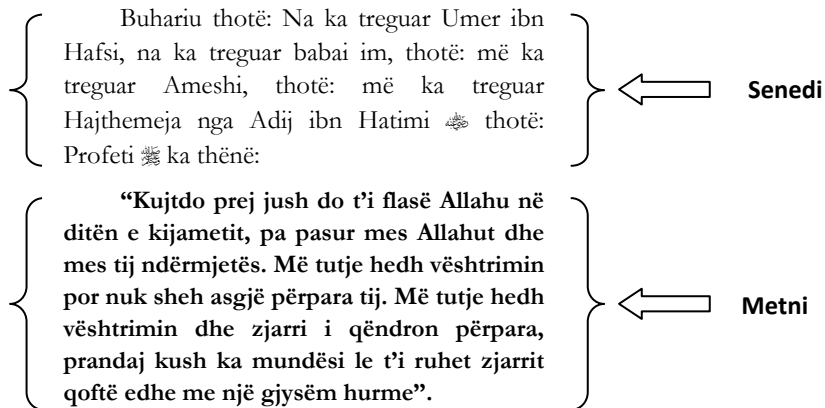 Buhariu thotë: Na ka treguar Umer ibn
Hafsi, na ka treguar babai im, thotë: më ka
treguar Ameshi, thotë: më ka treguar
Hajthemeja nga Adij ibn Hatimi thotë:
Profeti ﷺ ka thënë:
Senedi
“Kujtdo prej jush do t’i flasë Allahu në
ditën e kijametit, pa pasur mes Allahut dhe
mes tij ndërmjetës. Më tutje hedh vështrimin
por nuk sheh asgjë përpara tij. Më tutje hedh
vështrimin dhe zjarri i qëndron përpara,
prandaj kush ka mundësi le t’i ruhet zjarrit
qoftë edhe me një gjysëm hurme”.
Metni